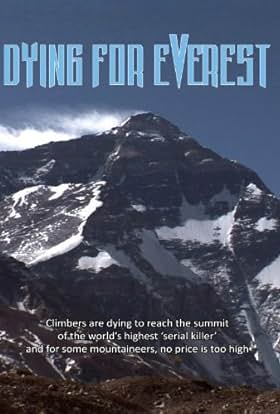 DYING FOR EVEREST
Climbers are dying to reach the summit
of the world's highest 'serial killer'
and for some mountaineers, no price is too high